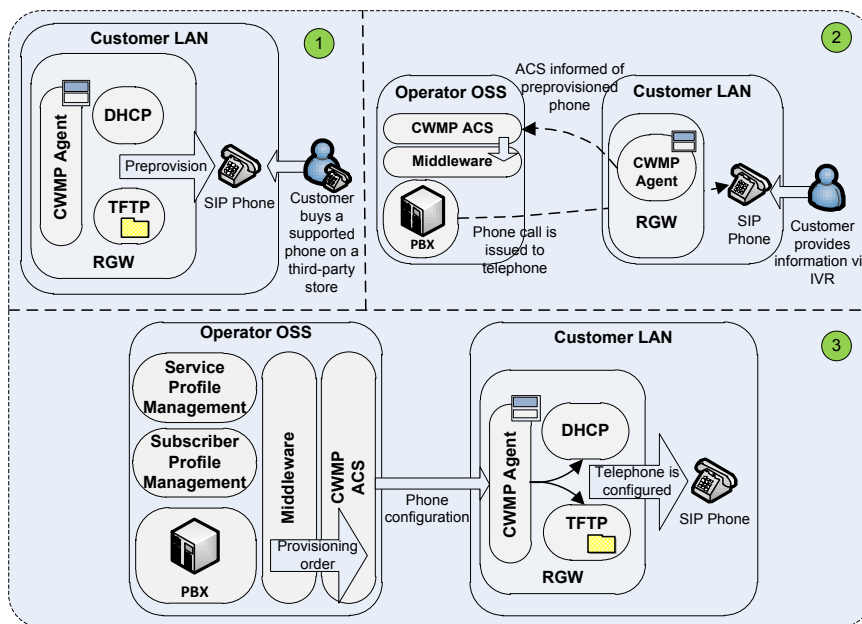 Customer LAN
1
CWMP Agent
DHCP
Preprovision
TFTP
RGW
SIP Phone
Customer
buys a
supported
phone on a
third-party
store
2
Operator OSS
CWMP ACS
Middleware
PBX
ACS informed of
preprovisioned
phone
Phone call is
issued to
telephone
Customer LAN
CWMP
Agent
RGW
SIP
Phone
Customer
provides
information vi
IVR
3
Operator OSS
Service
Profile
Management
Subscriber
Profile
Management
PBX
Middleware
CWMP
ACS
Provisioning
order
Phone
configuration
Customer LAN
CWMP Agent
DHCP
Telephone is
configured
TFTP
RGW
SIP Phone